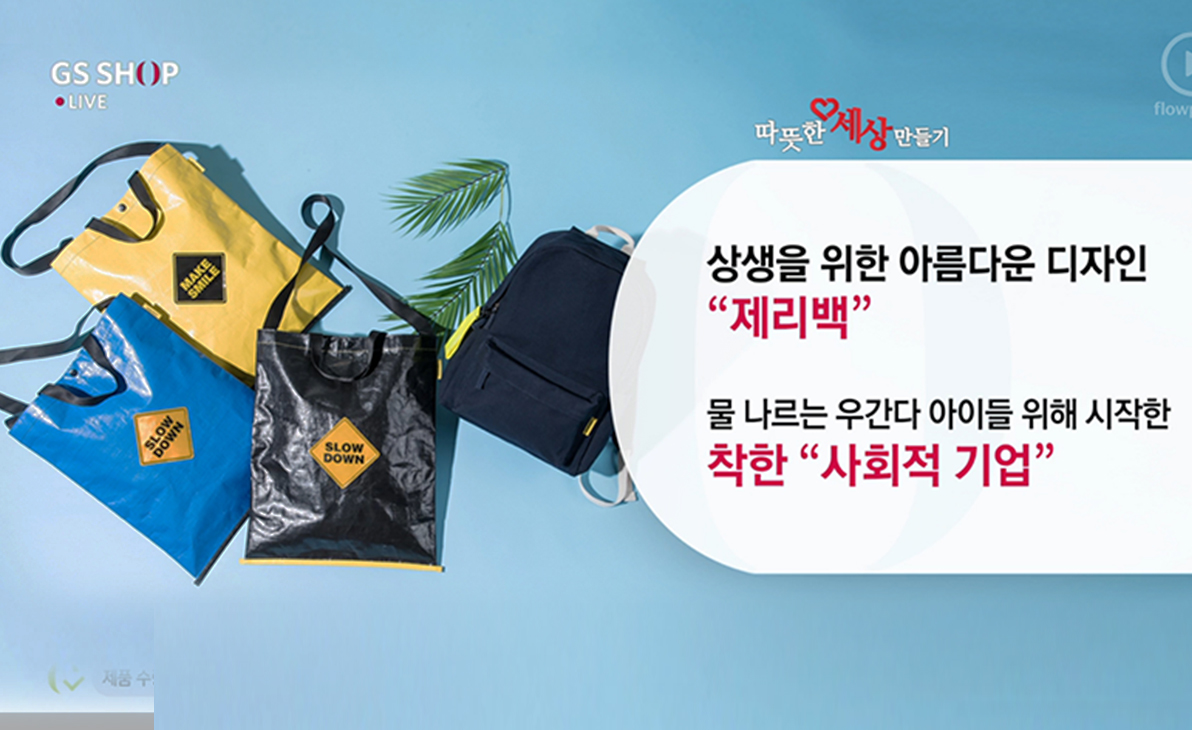 GS SHOP
LIVE
따뜻한 세상 만들기
상생을 위한 아름다운 디자인
“제리백”
물 나르는 우간다 아이들 위해 시작한
착한 “사회적 기업”
MAKE
SMILE
SLOW
DOWN
SLOW
DOWN
제품